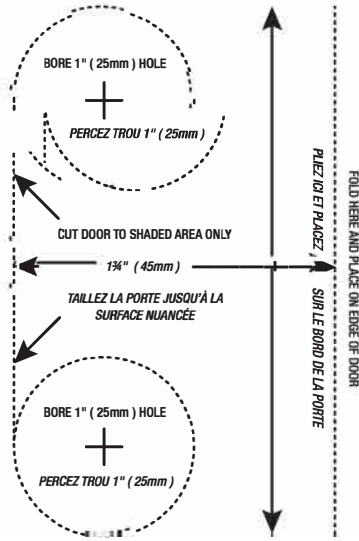 BORE 1" ( 25mm ) HOLE
PERCEZ TROU 1" ( 25mm )
CUT DOOR TO SHADED AREA ONLY
1¾" ( 45mm )
TAILLEZ LA PORTE JUSQU'À LA
SURFACE NUANCÉE
BORE 1" ( 25mm ) HOLE
PERCEZ TROU 1" ( 25mm )
PLIEZ ICI ET PLACEZ SUR LE BORD DE LA PORTE
FOLD HERE AND PLACE ON EDGE OF DOOR